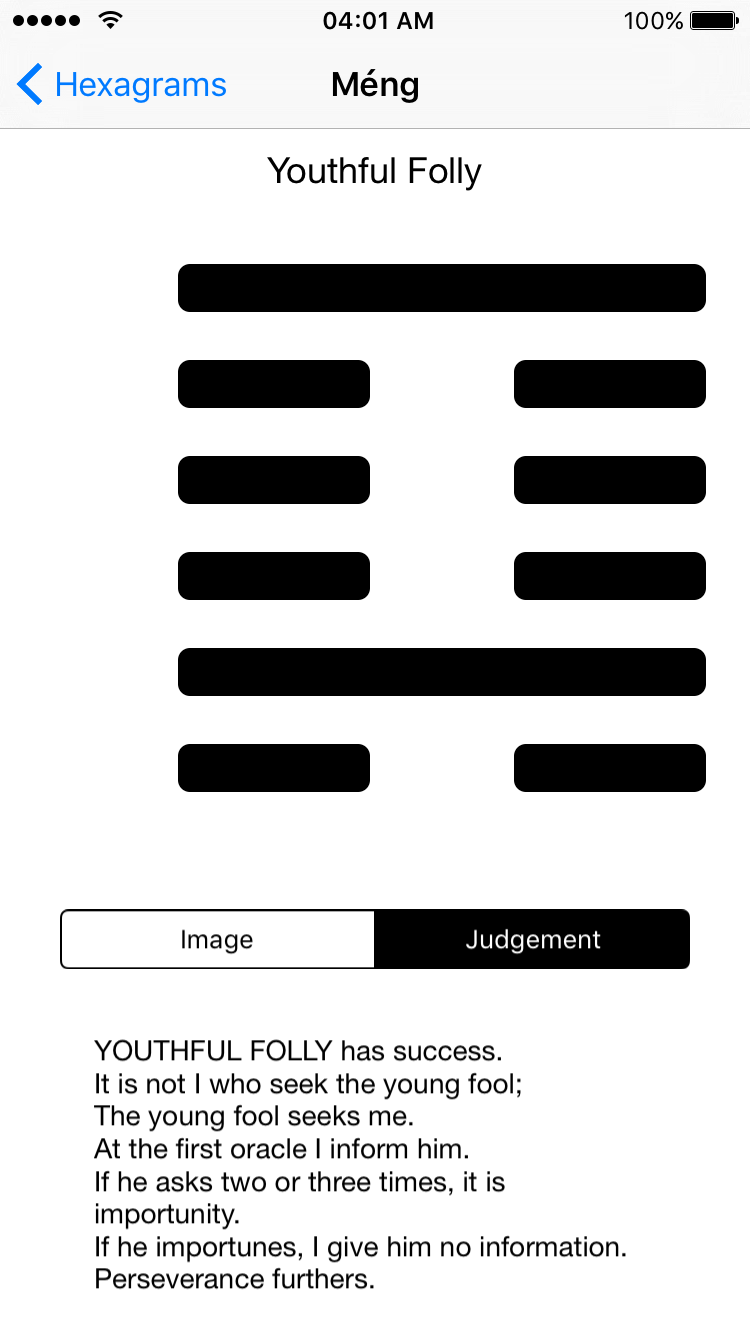 04:01 AM 100%
Hexagrams Méng
Youthful Folly
Image Judgement
YOUTHFUL FOLLY has success.
It is not I who seek the young fool;
The young fool seeks me.
At the first oracle I inform him.
If he asks two or three times, it is
importunity.
If he importunes, I give him no information.
Perseverance furthers.